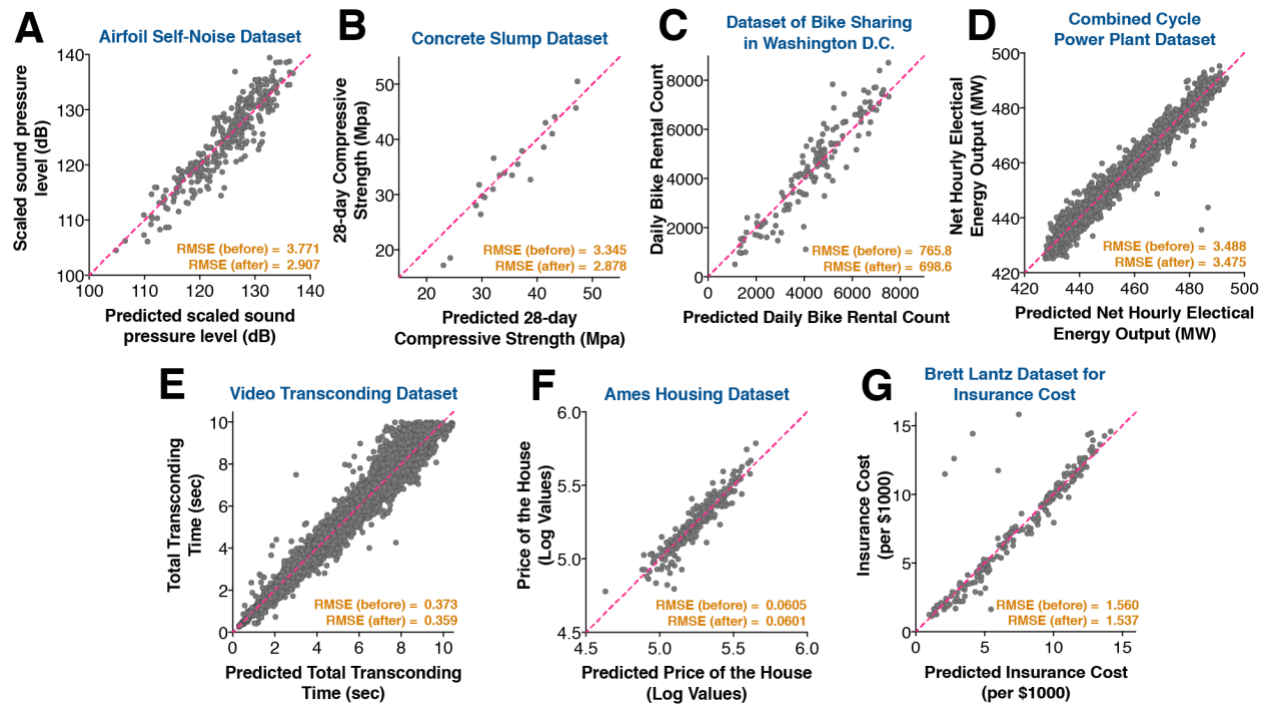 A
Airfoil Self-Noise Dataset
Scaled sound pressure
level (dB)
140
130
120
110
100
100
110
120
130
140
RMSE (before) = 3.771
RMSE (after) = 2.907
Predicted scaled sound
pressure level (dB)
B
Concrete Slump Dataset
28-day Compressive
Strength (Mpa)
50
40
30
20
20
30
40
50
RMSE (before) = 3.345
RMSE (after) = 2.878
Predicted 28-day
Compressive Strength (Mpa)
C
Dataset of Bike Sharing
in Washington D.C.
Daily Bike Rental Count
8000
6000
4000
2000
0
0
2000
4000
6000
8000
RMSE (before) = 765.8
RMSE (after) = 698.6
Predicted Daily Bike Rental Count
D
Combined Cycle
Power Plant Dataset
Net Hourly Electical
Energy Output (MW)
500
480
460
440
420
420
440
460
480
500
RMSE (before) = 3.488
RMSE (after) = 3.475
Predicted Net Hourly Electical
Energy Output (MW)
E
Video Transconding Dataset
Total Transconding
Time (sec)
10
8
6
4
2
0
0
2
4
6
8
10
RMSE (before) = 0.373
RMSE (after) = 0.359
Predicted Total Transconding
Time (sec)
F
Ames Housing Dataset
Price of the House
(Log Values)
6.0
5.5
5.0
4.5
4.5
5.0
5.5
6.0
RMSE (before) = 0.0605
RMSE (after) = 0.0601
Predicted Price of the House
(Log Values)
G
Brett Lantz Dataset for
Insurance Cost
Insurance Cost
(per $1000)
15
10
5
0
0
5
10
15
RMSE (before) = 1.560
RMSE (after) = 1.537
Predicted Insurance Cost
(per $1000)